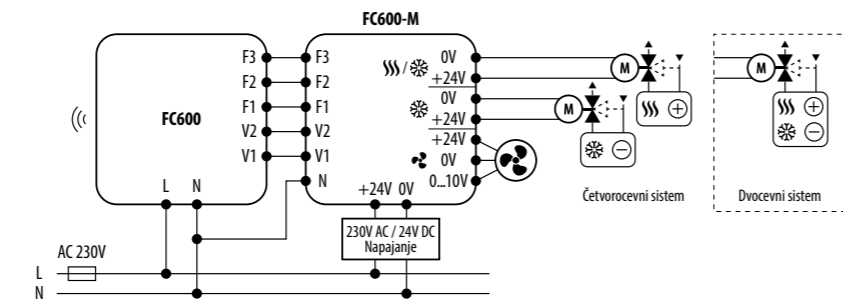 FC600-M
FC600
F3
F2
F1
V2
V1
L N
F3
F2
F1
V2
V1
N
/
0V
+24V
0V
+24V
+24V
0V
0...10V
+24V 0V
230V AC / 24V DC
Napajanje
M
M
M
Četvorocevni sistem
Dvocevni sistem
AC 230V
L
N